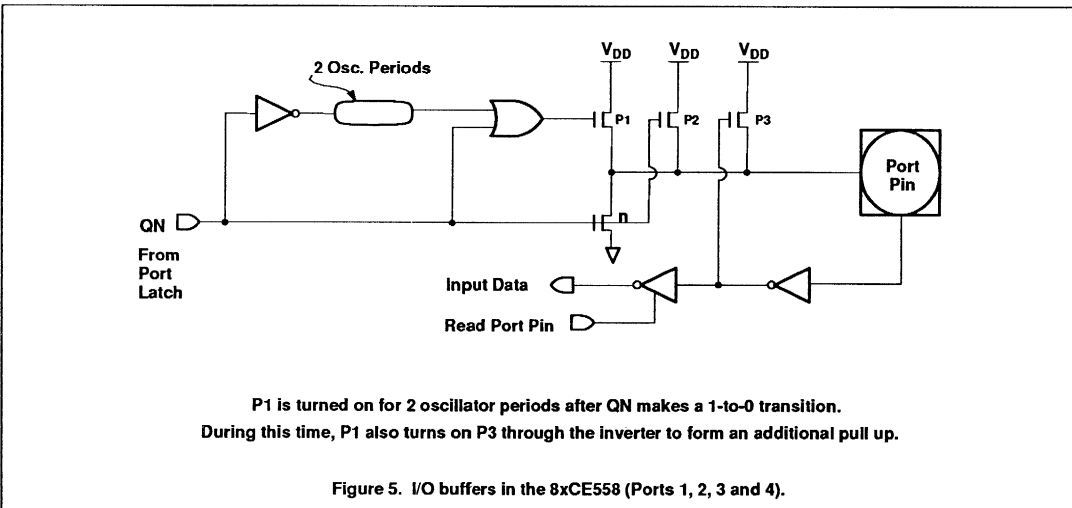 2 Osc. Periods
VDD
VDD
VDD
P1
P2
P3
Port
Pin
n
QN
From
Port
Latch
Input Data
Read Port Pin
P1 is turned on for 2 oscillator periods after QN makes a 1-to-0 transition.
During this time, P1 also turns on P3 through the inverter to form an additional pull up.
Figure 5. I/O buffers in the 8xCE558 (Ports 1, 2, 3 and 4).